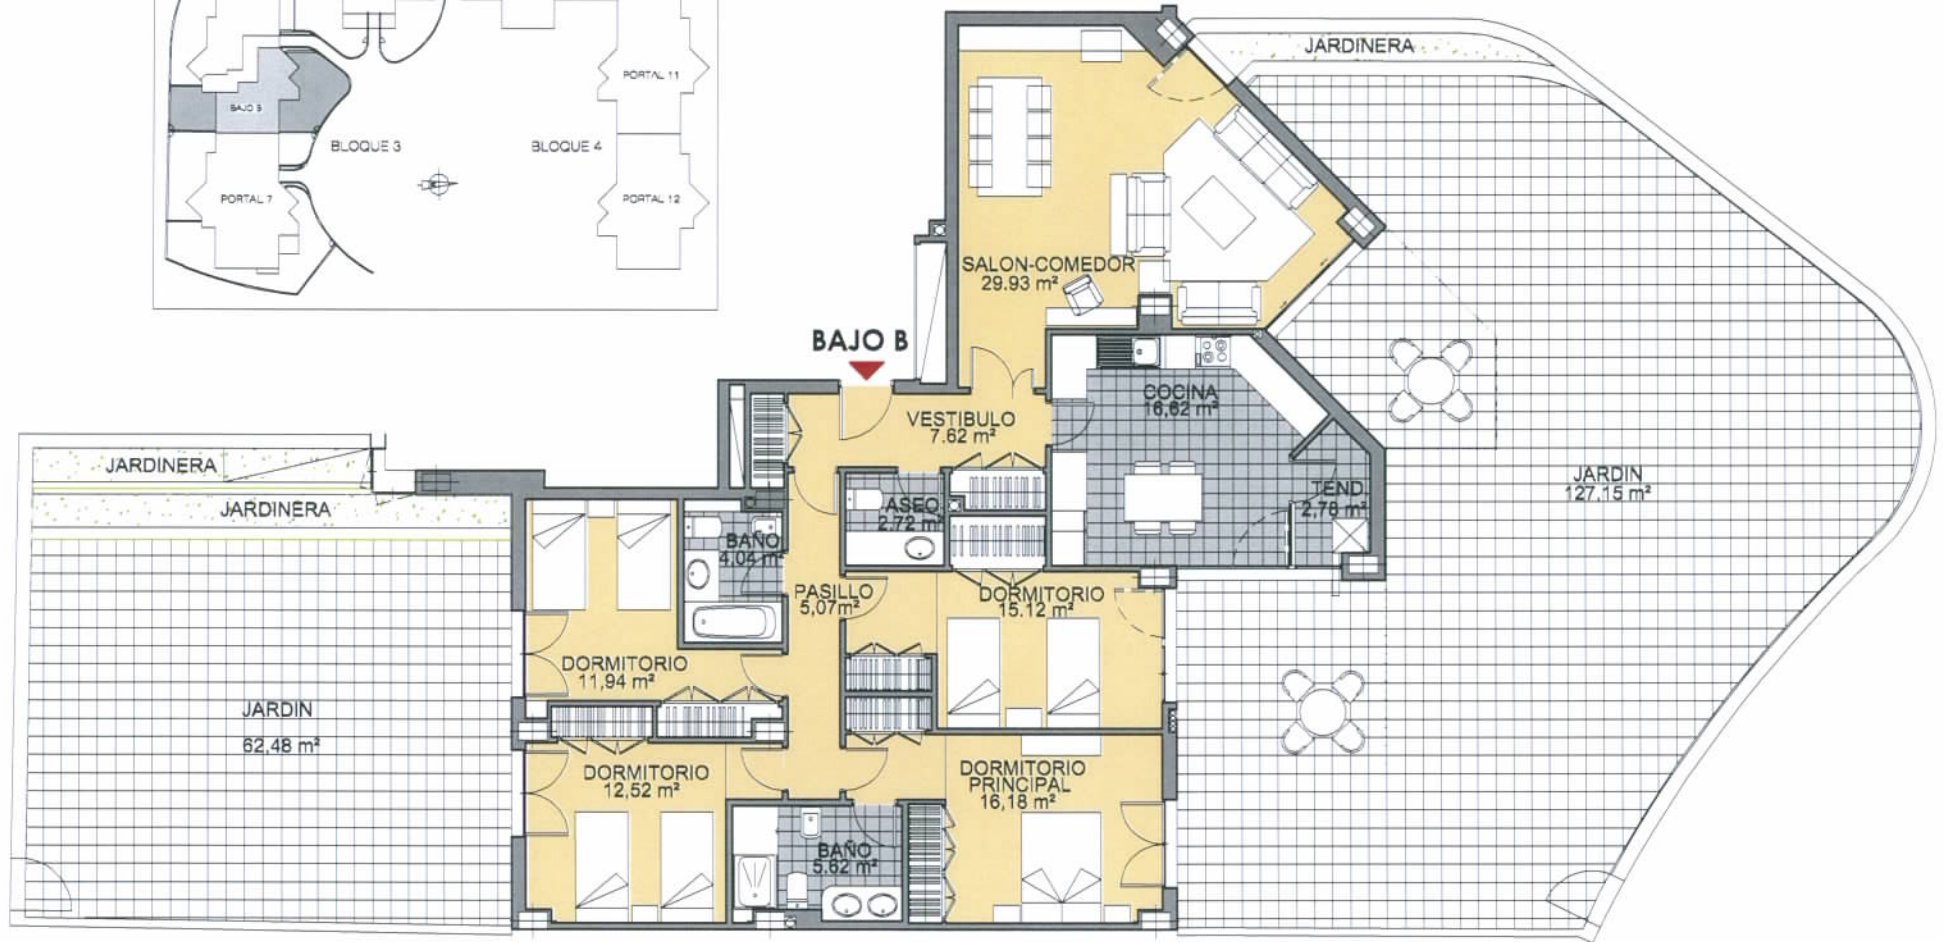 PORTAL 11
BAJO B
BLOQUE 3
BLOQUE 4
PORTAL 7
PORTAL 12
JARDINERA
SALON-COMEDOR
29.93 m²
BAJO B
VESTIBULO
7.62 m²
COCINA
16,62 m²
JARDINERA
JARDINERA
ASEO
2.72 m²
TEND.
2,78 m²
JARDIN
127,15 m²
BAÑO
4,04 m²
PASILLO
5,07m²
DORMITORIO
15.12 m²
DORMITORIO
11,94 m²
JARDIN
62,48 m²
DORMITORIO
12,52 m²
DORMITORIO
PRINCIPAL
16,18 m²
BAÑO
5.62 m²